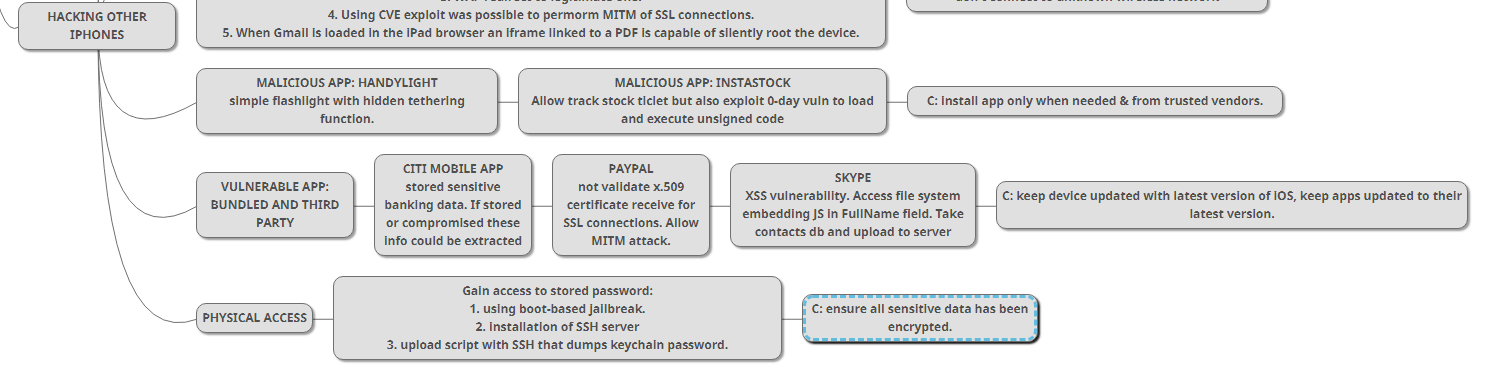 HACKING OTHER
IPHONES
4. Using CVE exploit was possible to permorm MITM of SSL connections.
5. When Gmail is loaded in the iPad browser an iframe linked to a PDF is capable of silently root the device.
don't connect to unknown wireless network
MALICIOUS APP: HANDYLIGHT
simple flashlight with hidden tethering
function.
MALICIOUS APP: INSTASTOCK
Allow track stock ticlet but also exploit 0-day vuln to load
and execute unsigned code
C: install app only when needed & from trusted vendors.
VULNERABLE APP:
BUNDLED AND THIRD
PARTY
CITI MOBILE APP
stored sensitive
banking data. If stored
or compromised these
info could be extracted
PAYPAL
not validate x.509
certificate receive for
SSL connections. Allow
MITM attack.
SKYPE
XSS vulnerability. Access file system
embedding JS in FullName field. Take
contacts db and upload to server
C: keep device updated with latest version of iOS, keep apps updated to their
latest version.
PHYSICAL ACCESS
Gain access to stored password:
1. using boot-based jailbreak.
2. installation of SSH server
3. upload script with SSH that dumps keychain password.
C: ensure all sensitive data has been
encrypted.